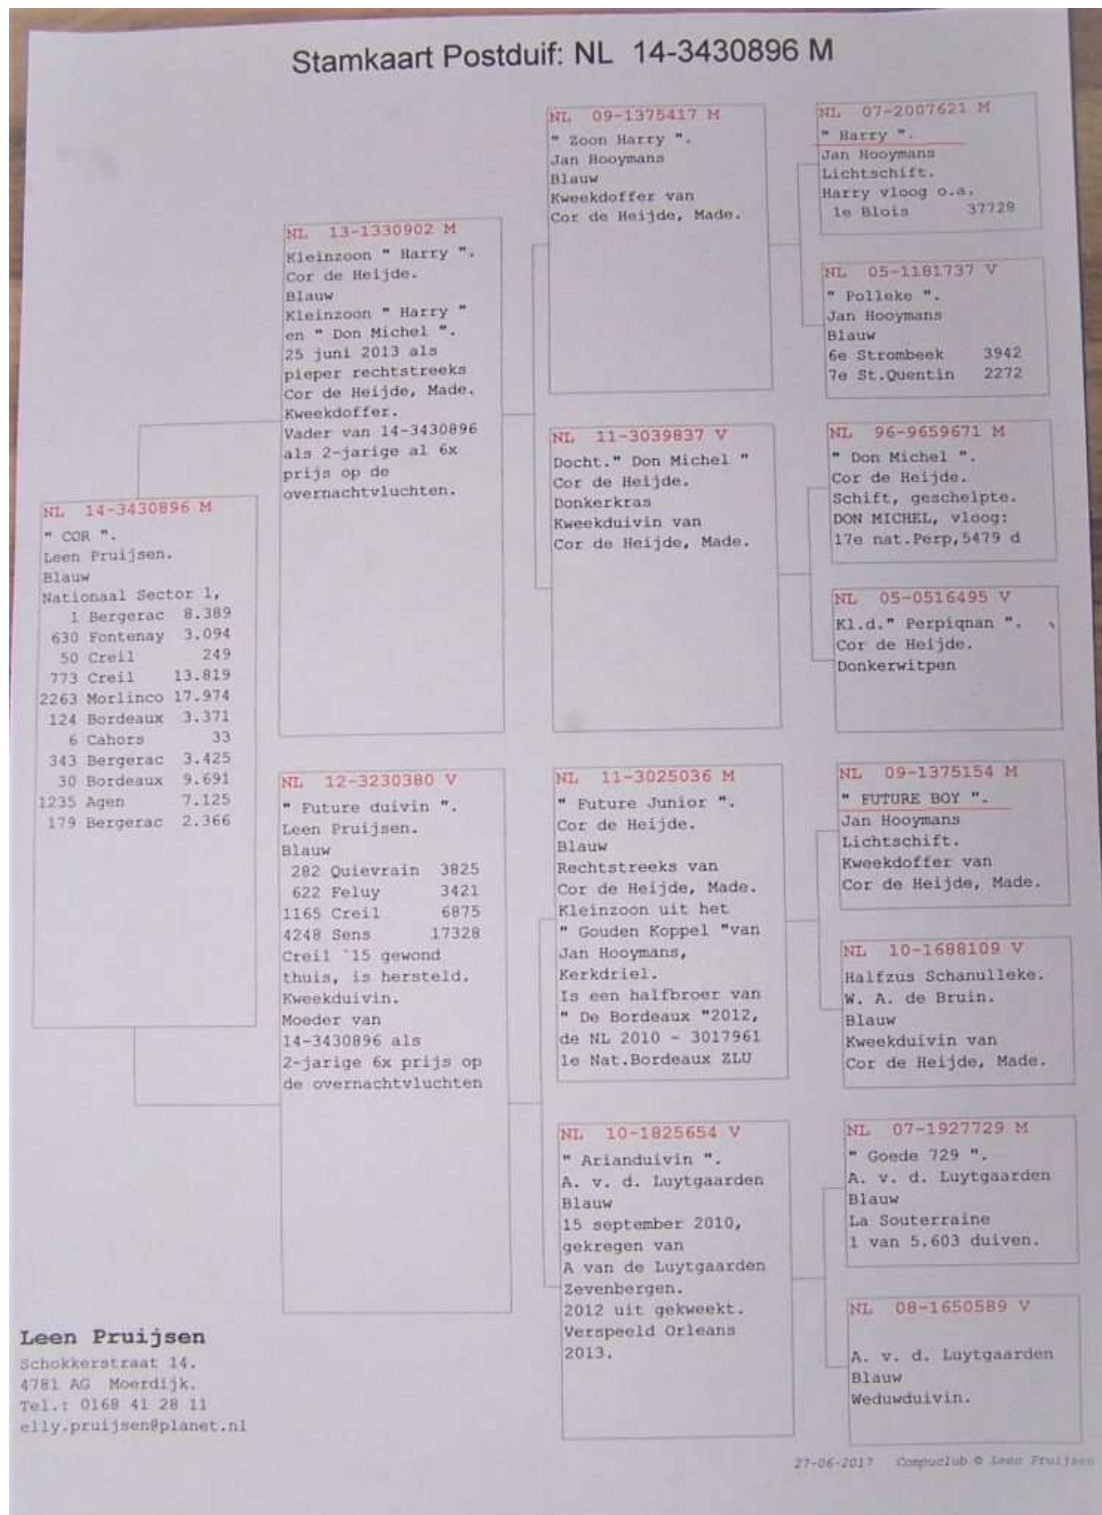 Stamkaart Postduif: NL 14-3430896 M
NL 14-3430896 M
" COR ".
Leen Pruijsen.
Blauw
Nationaal Sector 1,
1 Bergerac 8.389
630 Fontenay 3.094
50 Creil 249
773 Creil 13.819
2263 Morlinco 17.974
124 Bordeaux 3.371
6 Cahors 33
343 Bergerac 3.425
30 Bordeaux 9.691
1235 Agen 7.125
179 Bergerac 2.366
NL 13-1330902 M
Kleinzoon " Harry ".
Cor de Heijde.
Blauw
Kleinzoon " Harry "
en " Don Michel ".
25 juni 2013 als
pieper rechtstreeks
Cor de Heijde, Made.
Kweekdoffer.
Vader van 14-3430896
als 2-jarige al 6x
prijs op de
overnachtvluchten.
NL 12-3230380 V
" Future duivin ".
Leen Pruijsen.
Blauw
282 Quievrain 3825
622 Feluy 3421
1165 Creil 6875
4248 Sens 17328
Creil `15 gewond
thuis, is hersteld.
Kweekduivin.
Moeder van
14-3430896 als
2-jarige 6x prijs op
de overnachtvluchten
NL 09-1375417 M
" Zoon Harry ".
Jan Hooymans
Blauw
Kweekdoffer van
Cor de Heijde, Made.
NL 11-3039837 V
Docht." Don Michel "
Cor de Heijde.
Donkerkras
Kweekduivin van
Cor de Heijde, Made.
NL 11-3025036 M
" Future Junior ".
Cor de Heijde.
Blauw
Rechtstreeks van
Cor de Heijde, Made.
Kleinzoon uit het
" Gouden Koppel "van
Jan Hooymans,
Kerkdriel.
Is een halfbroer van
" De Bordeaux "2012,
de NL 2010 - 3017961
1e Nat.Bordeaux ZLU
NL 10-1825654 V
" Arianduivin ".
A. v. d. Luytgaarden
Blauw
15 september 2010,
gekregen van
A van de Luytgaarden
Zevenbergen.
2012 uit gekweekt.
Verspeeld Orleans
2013.
NL 07-2007621 M
" Harry ".
Jan Hooymans
Lichtschift.
Harry vloog o.a.
1e Blois 37728
NL 05-1181737 V
" Polleke ".
Jan Hooymans
Blauw
6e Strombeek 3942
7e St.Quentin 2272
NL 96-9659671 M
" Don Michel ".
Cor de Heijde.
Schift, geschelpte.
DON MICHEL, vloog:
17e nat.Perp,5479 d
NL 05-0516495 V
Kl.d." Perpiqnan ".
Cor de Heijde.
Donkerwitpen
NL 09-1375154 M
" FUTURE BOY ".
Jan Hooymans
Lichtschift.
Kweekdoffer van
Cor de Heijde, Made.
NL 10-1688109 V
Halfzus Schanulleke.
W. A. de Bruin.
Blauw
Kweekduivin van
Cor de Heijde, Made.
NL 07-1927729 M
" Goede 729 ".
A. v. d. Luytgaarden
Blauw
La Souterraine
1 van 5.603 duiven.
NL 08-1650589 V
A. v. d. Luytgaarden
Blauw
Weduwduivin.
Leen Pruijsen
Schokkerstraat 14.
4781 AG Moerdijk.
Tel.: 0168 41 28 11
elly.pruijsen@planet.nl
27-06-2017 Compuclub © Leen Pruijsen